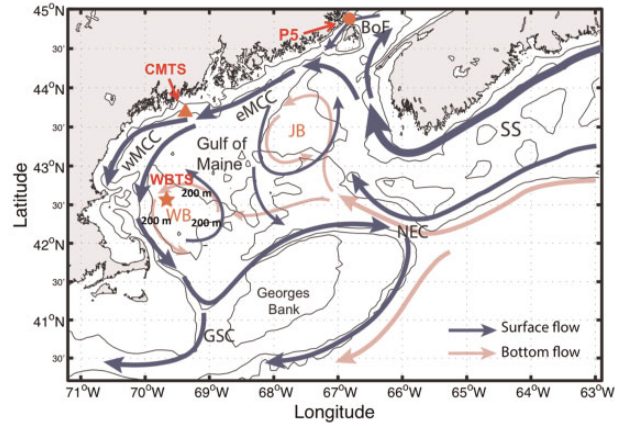 45°N
30'
44°N
30'
43°N
30'
42°N
30'
41°N
30'
Latitude
P5
BoF
CMTS
eMCC
wMCC
JB
SS
Gulf of
Maine
WBTS
200 m
WB
200 m
200 m
NEC
Georges
Bank
GSC
Surface flow
Bottom flow
71°W
70°W
69°W
68°W
67°W
66°W
65°W
64°W
63°W
Longitude